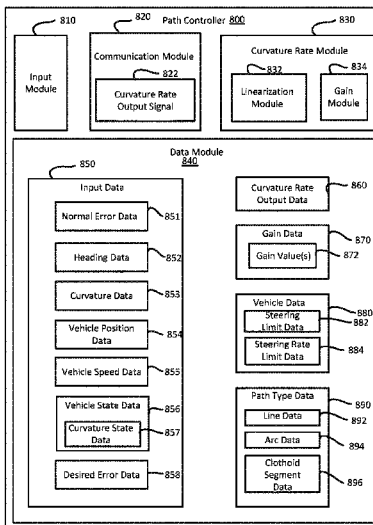 Path Controller 800
810
820
830
Input
Module
Communication Module
822
Curvature Rate
Output Signal
Curvature Rate Module
832
834
Linearization
Module
Gain
Module
Data Module
840
850
Input Data
Normal Error Data
851
Heading Data
852
Curvature Data
853
Vehicle Position
Data
854
Vehicle Speed Data
855
Vehicle State Data
856
Curvature State
Data
857
Desired Error Data
858
Curvature Rate
Output Data
860
Gain Data
870
Gain Value(s)
872
Vehicle Data
880
Steering
Limit Data
882
Steering Rate
Limit Data
884
Path Type Data
890
Line Data
892
Arc Data
894
Clothoid
Segment
Data
896